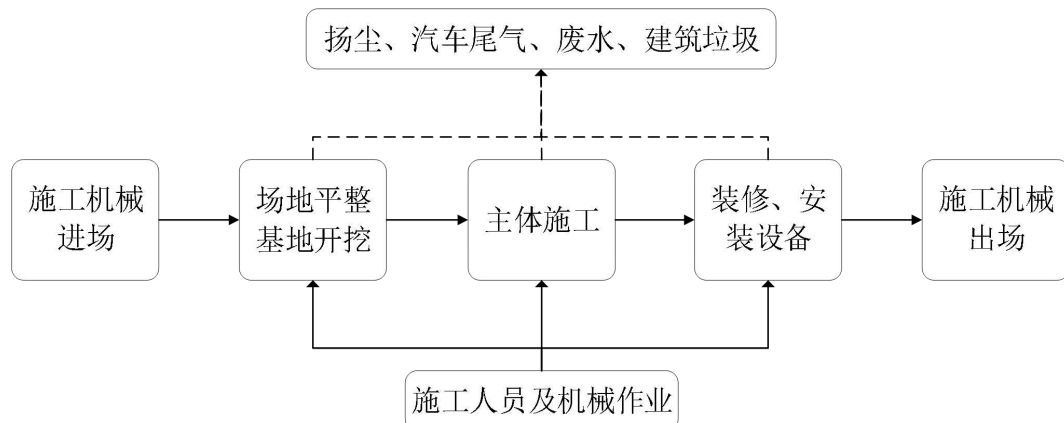 扬尘、汽车尾气、废水、建筑垃圾
施工机械
进场
场地平整
基地开挖
主体施工
装修、安
装设备
施工机械
出场
施工人员及机械作业